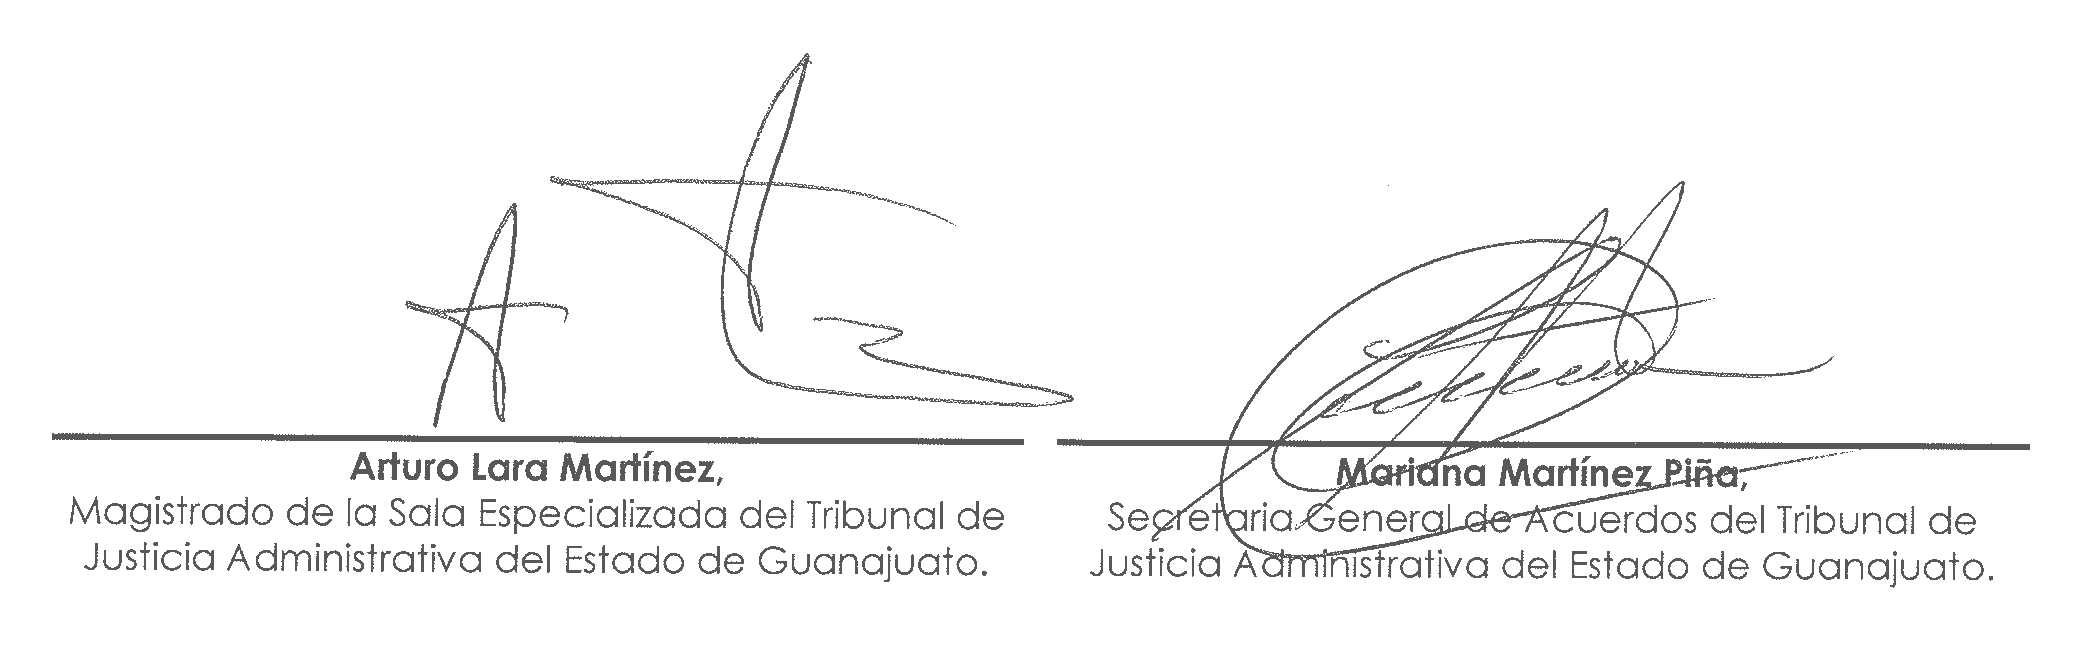 Arturo Lara Martínez,
Magistrado de la Sala Especializada del Tribunal de
Justicia Administrativa del Estado de Guanajuato.
Mariana Martínez Piña,
Secretaria General de Acuerdos del Tribunal de
Justicia Administrativa del Estado de Guanajuato.